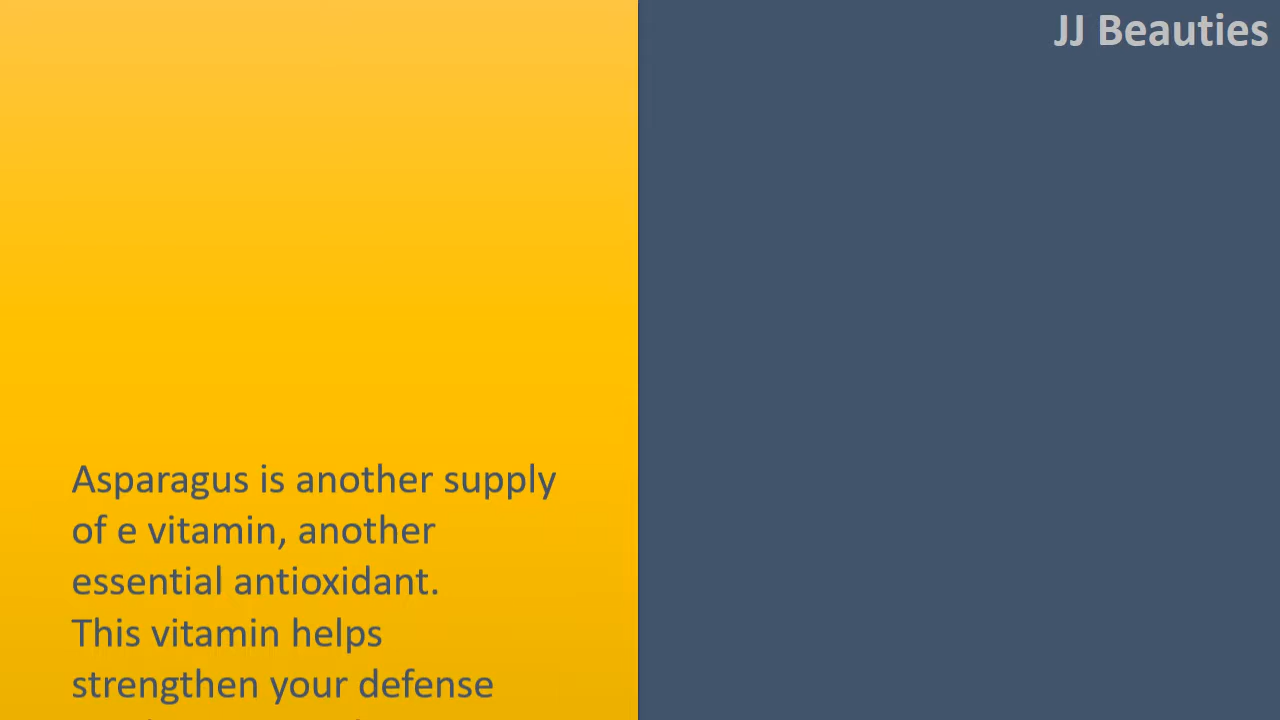 JJ Beauties
Asparagus is another supply
of e vitamin, another
essential antioxidant.
This vitamin helps
strengthen your defense